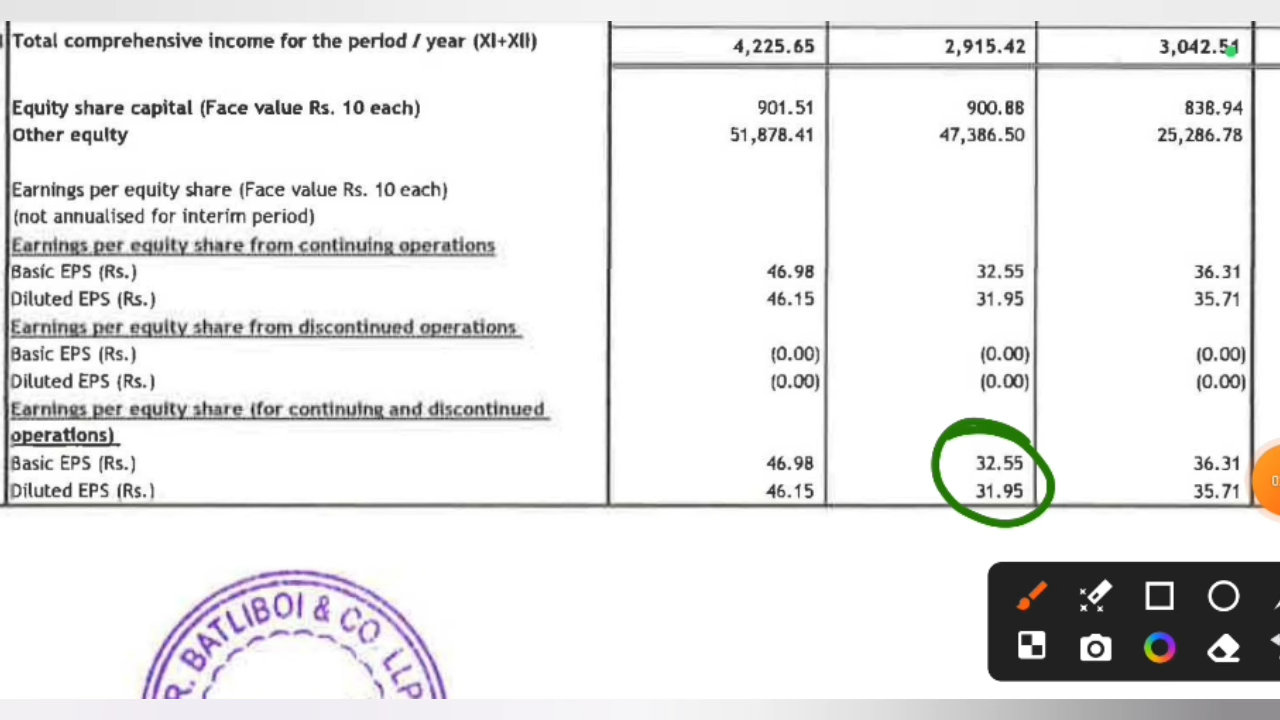 Total comprehensive income for the period / year (XI+XII) 4,225.65 2,915.42 3,042.51
Equity share capital (Face value Rs. 10 each) 901.51 900.88 838.94
Other equity 51,878.41 47,386.50 25,286.78
Earnings per equity share (Face value Rs. 10 each)
(not annualised for interim period)
Earnings per equity share from continuing operations
Basic EPS (Rs.) 46.98 32.55 36.31
Diluted EPS (Rs.) 46.15 31.95 35.71
Earnings per equity share from discontinued operations
Basic EPS (Rs.) (0.00) (0.00) (0.00)
Diluted EPS (Rs.) (0.00) (0.00) (0.00)
Earnings per equity share (for continuing and discontinued
operations)
Basic EPS (Rs.) 46.98 32.55 36.31
Diluted EPS (Rs.) 46.15 31.95 35.71
R. BATLIBOI & CO. LLP